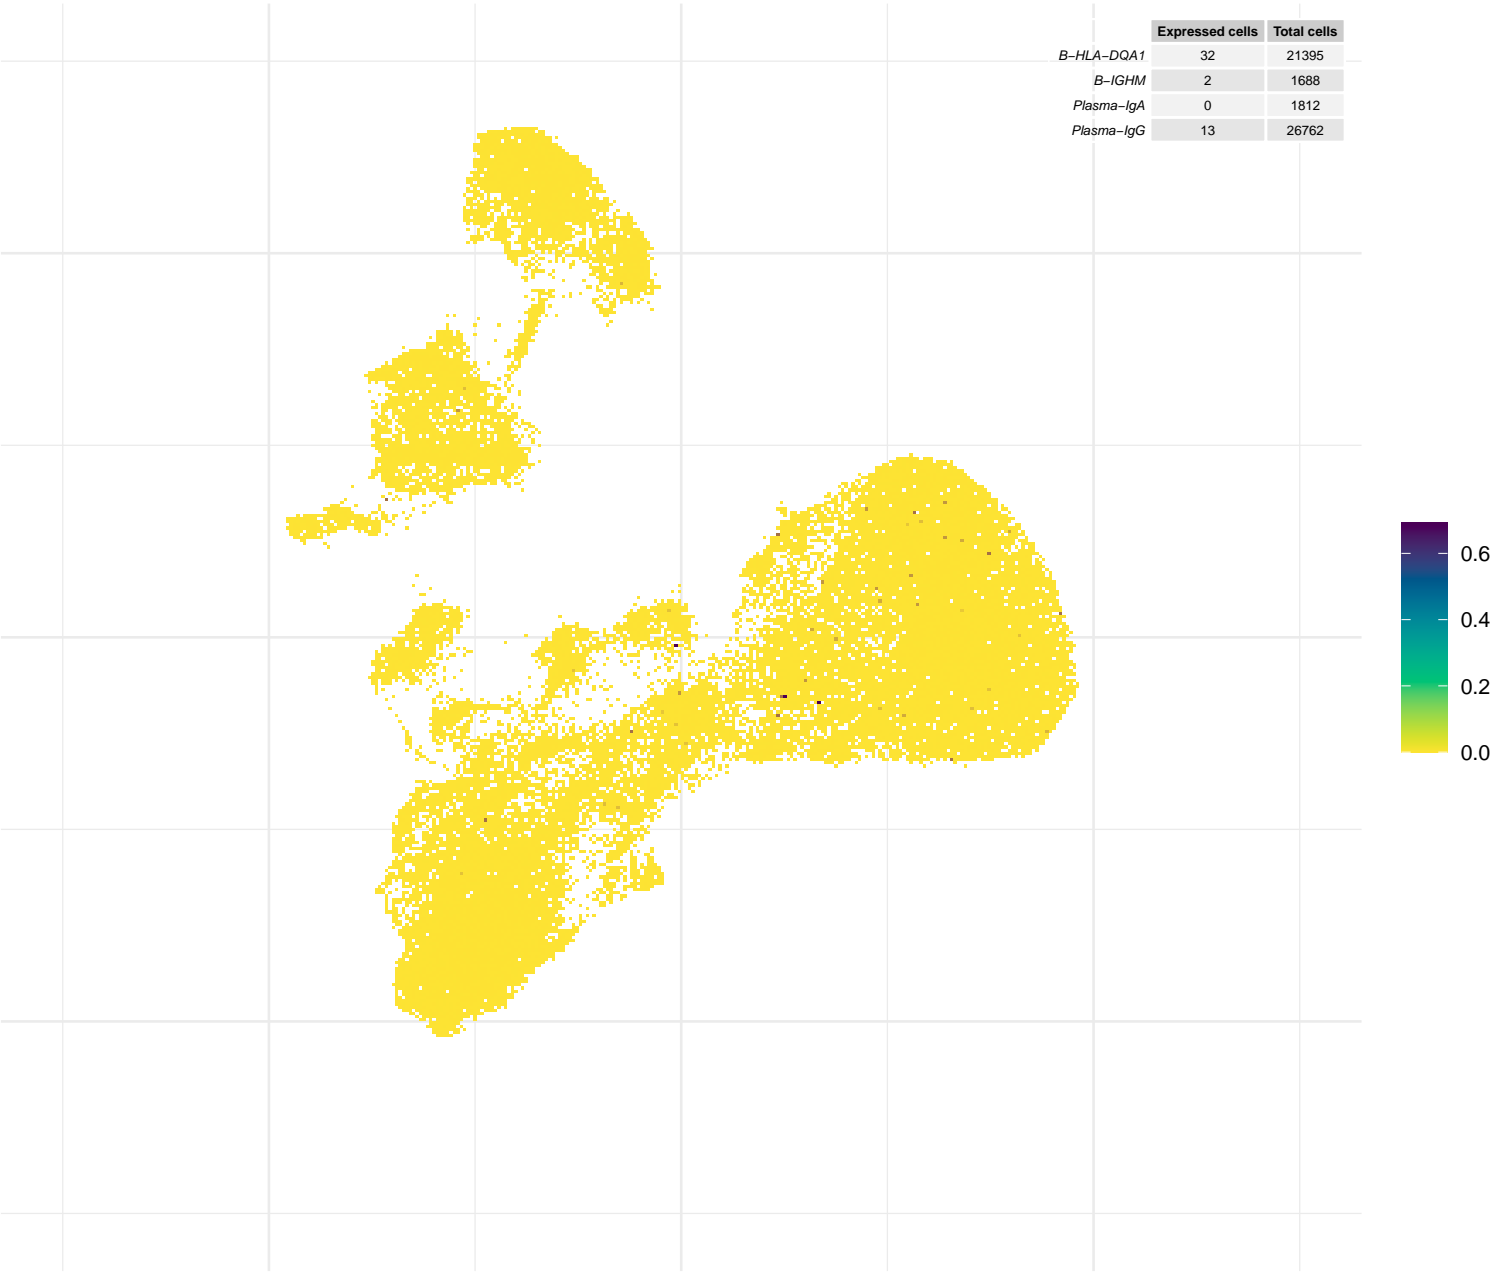 Expressed cells Total cells
B−HLA−DQA1 32 21395
B−IGHM 2 1688
Plasma−IgA 0 1812
Plasma−IgG 13 26762
0.6
0.4
0.2
0.0